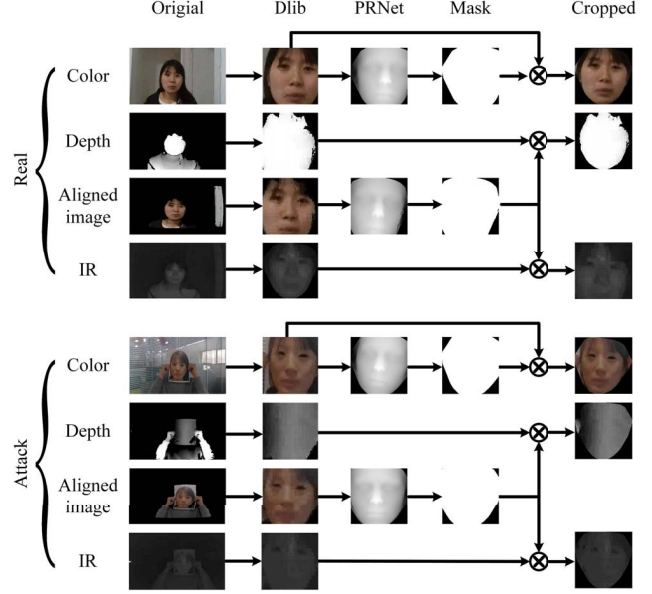 Origial Dlib PRNet Mask Cropped
Real
Color
Depth
Aligned
image
IR
Attack
Color
Depth
Aligned
image
IR